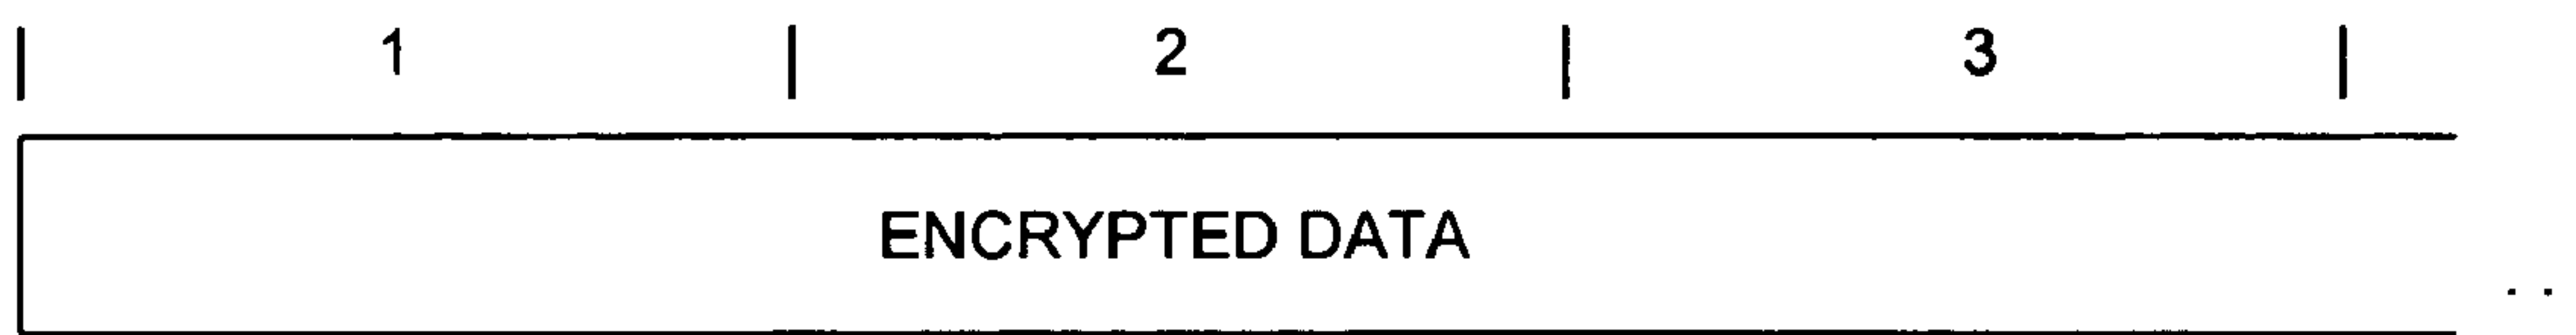 | 1 | 2 | 3 |
ENCRYPTED DATA
. .